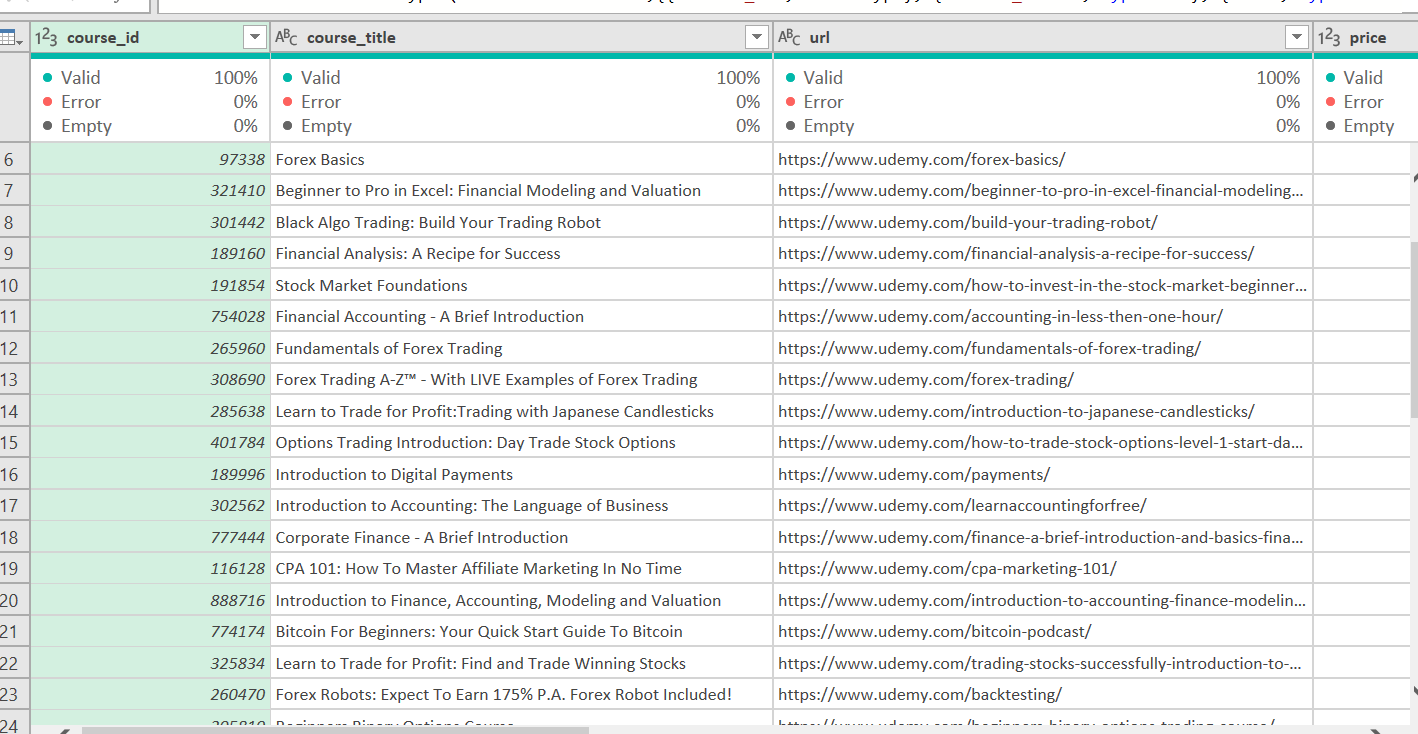 123 course_id ABC course_title ABC url 123 price
Valid 100% Valid 100% Valid 100% Valid
Error 0% Error 0% Error 0% Error
Empty 0% Empty 0% Empty 0% Empty
6 97338 Forex Basics https://www.udemy.com/forex-basics/
7 321410 Beginner to Pro in Excel: Financial Modeling and Valuation https://www.udemy.com/beginner-to-pro-in-excel-financial-modeling...
8 301442 Black Algo Trading: Build Your Trading Robot https://www.udemy.com/build-your-trading-robot/
9 189160 Financial Analysis: A Recipe for Success https://www.udemy.com/financial-analysis-a-recipe-for-success/
10 191854 Stock Market Foundations https://www.udemy.com/how-to-invest-in-the-stock-market-beginner...
11 754028 Financial Accounting - A Brief Introduction https://www.udemy.com/accounting-in-less-then-one-hour/
12 265960 Fundamentals of Forex Trading https://www.udemy.com/fundamentals-of-forex-trading/
13 308690 Forex Trading A-Z™ - With LIVE Examples of Forex Trading https://www.udemy.com/forex-trading/
14 285638 Learn to Trade for Profit:Trading with Japanese Candlesticks https://www.udemy.com/introduction-to-japanese-candlesticks/
15 401784 Options Trading Introduction: Day Trade Stock Options https://www.udemy.com/how-to-trade-stock-options-level-1-start-da...
16 189996 Introduction to Digital Payments https://www.udemy.com/payments/
17 302562 Introduction to Accounting: The Language of Business https://www.udemy.com/learnaccountingforfree/
18 777444 Corporate Finance - A Brief Introduction https://www.udemy.com/finance-a-brief-introduction-and-basics-fina...
19 116128 CPA 101: How To Master Affiliate Marketing In No Time https://www.udemy.com/cpa-marketing-101/
20 888716 Introduction to Finance, Accounting, Modeling and Valuation https://www.udemy.com/introduction-to-accounting-finance-modelin...
21 774174 Bitcoin For Beginners: Your Quick Start Guide To Bitcoin https://www.udemy.com/bitcoin-podcast/
22 325834 Learn to Trade for Profit: Find and Trade Winning Stocks https://www.udemy.com/trading-stocks-successfully-introduction-to-...
23 260470 Forex Robots: Expect To Earn 175% P.A. Forex Robot Included! https://www.udemy.com/backtesting/
24 Beginners Binary Options Course https://www.udemy.com/beginners-binary-options-trading-course/